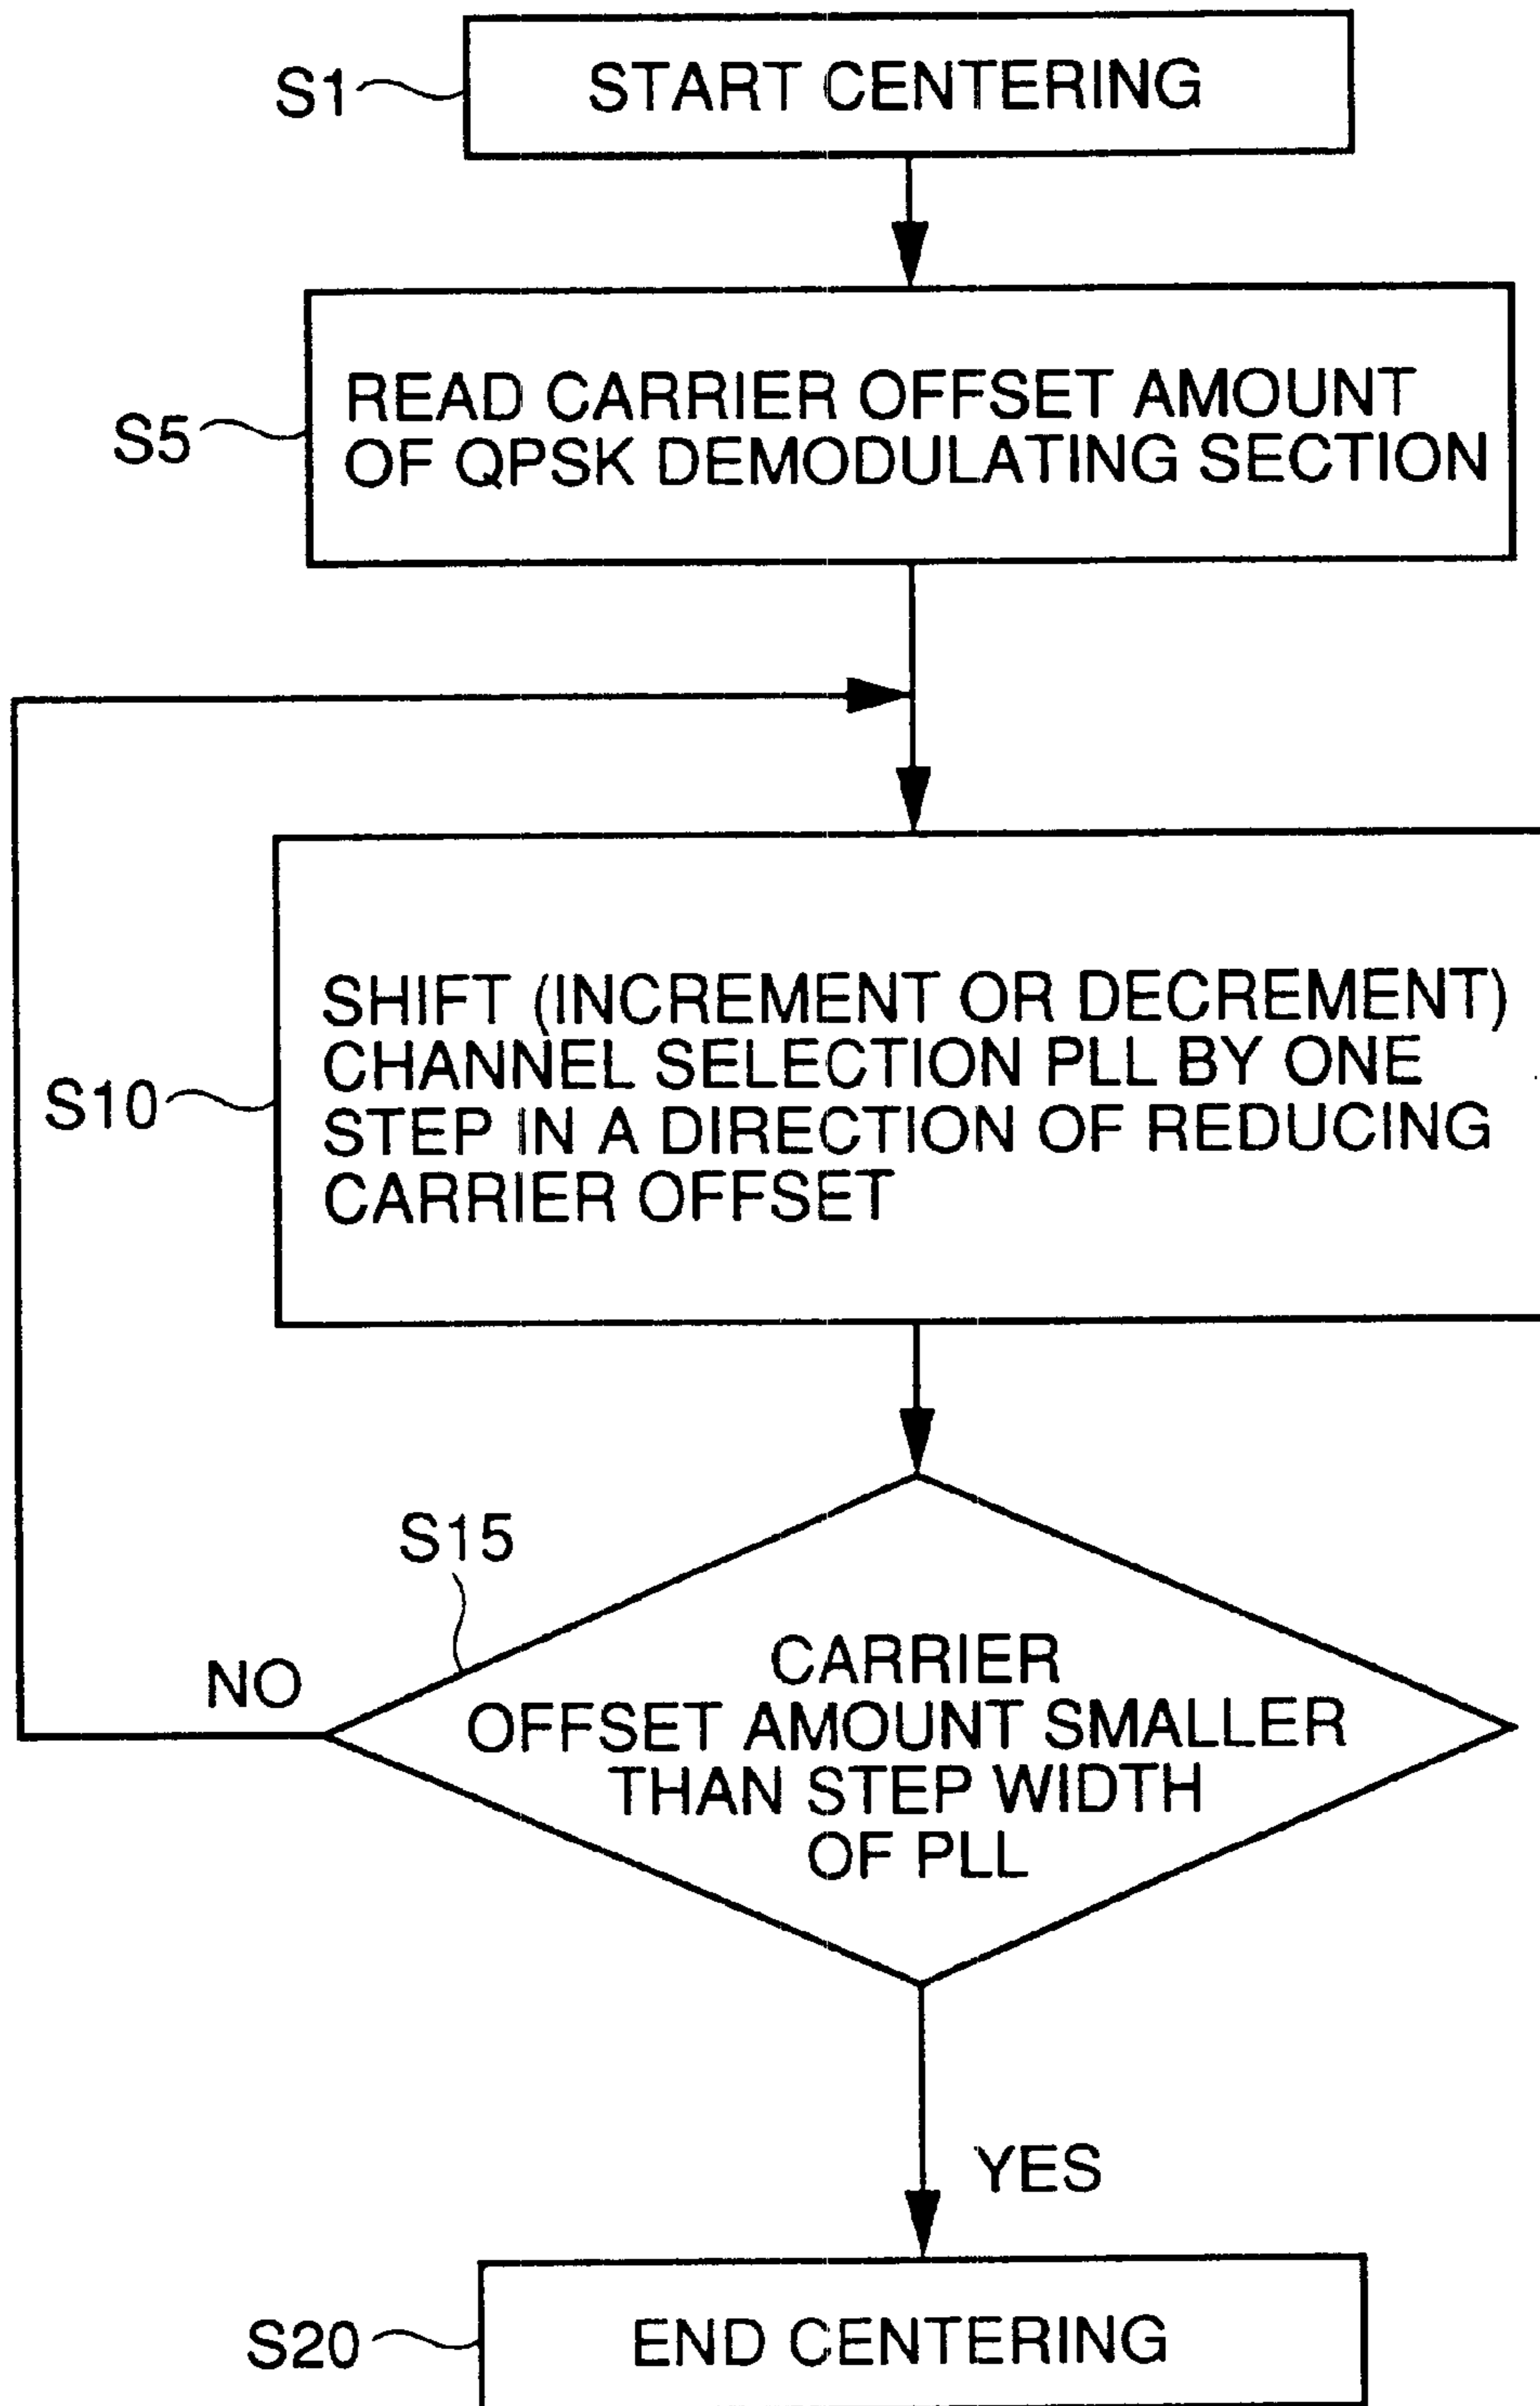 S1
START CENTERING
S5
READ CARRIER OFFSET AMOUNT
OF QPSK DEMODULATING SECTION
S10
SHIFT (INCREMENT OR DECREMENT)
CHANNEL SELECTION PLL BY ONE
STEP IN A DIRECTION OF REDUCING
CARRIER OFFSET
S15
NO
CARRIER
OFFSET AMOUNT SMALLER
THAN STEP WIDTH
OF PLL
YES
S20
END CENTERING